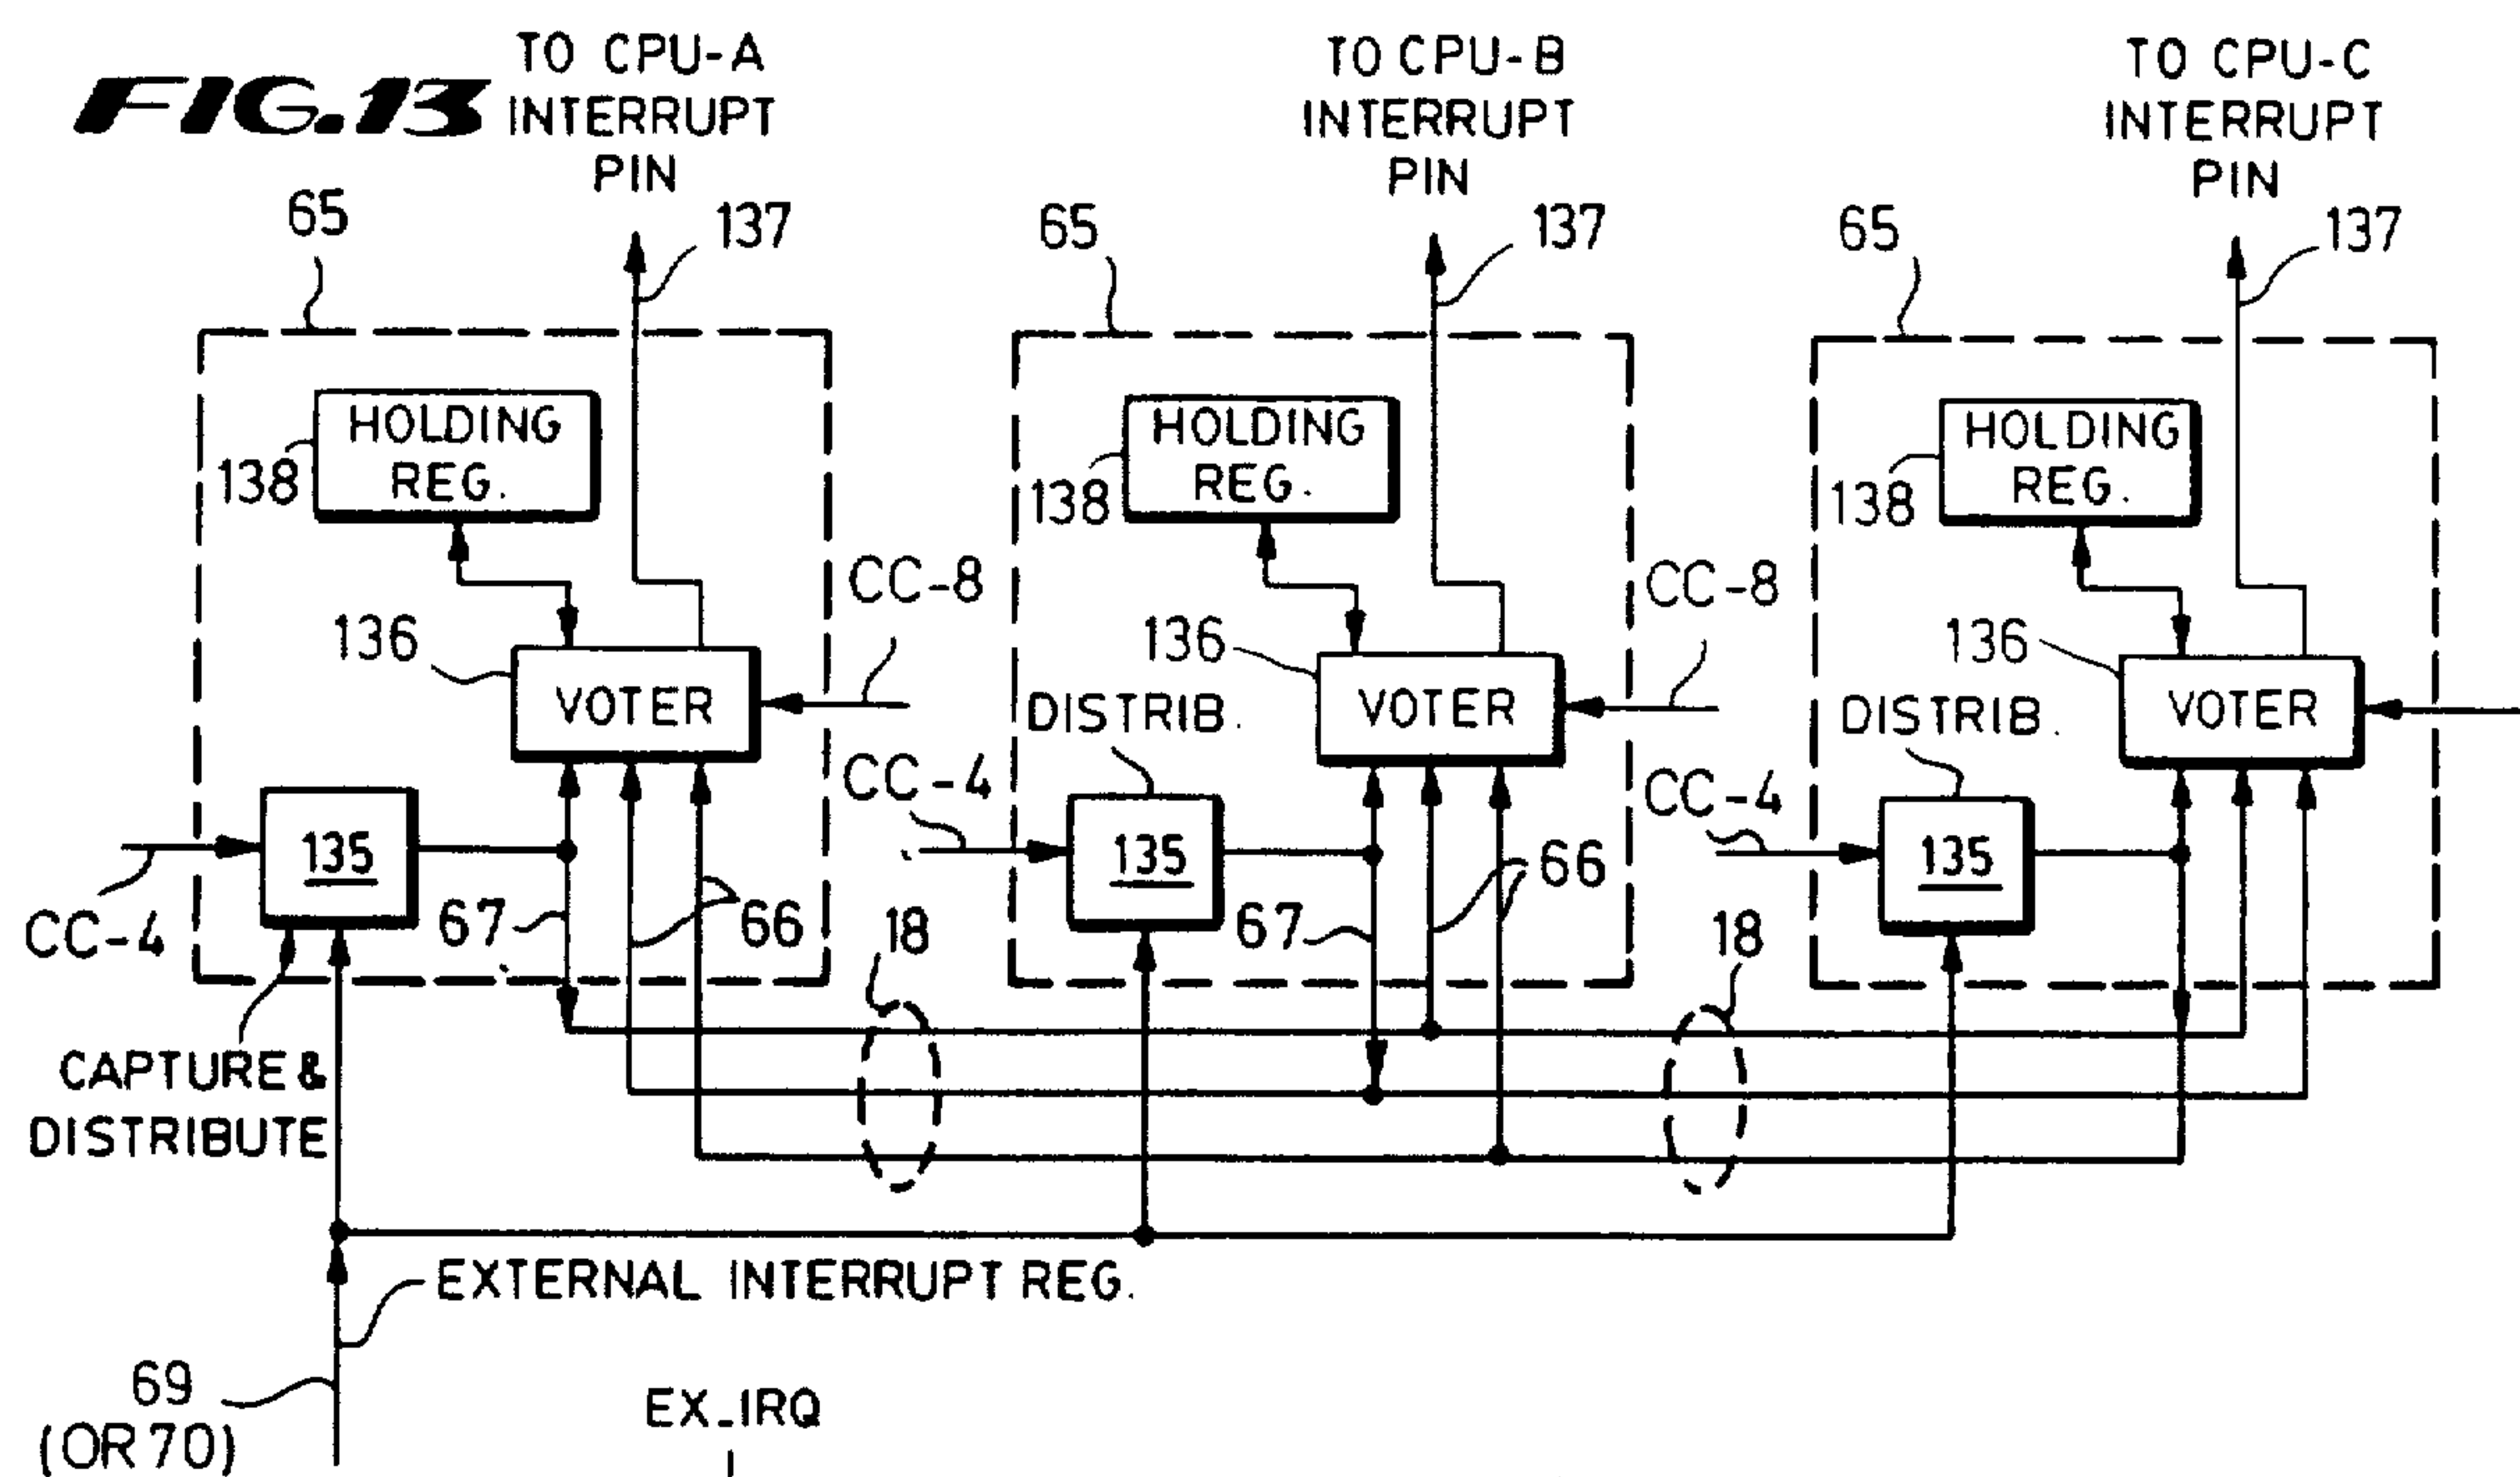 FIG.13
TO CPU-A
INTERRUPT
PIN
TO CPU-B
INTERRUPT
PIN
TO CPU-C
INTERRUPT
PIN
65
137
65
137
65
137
HOLDING
REG.
138
HOLDING
REG.
138
HOLDING
REG.
138
CC-8
CC-8
136
VOTER
136
VOTER
136
VOTER
DISTRIB.
DISTRIB.
CC-4
CC-4
135
135
135
CC-4
67
66
18
67
66
18
CAPTURE &
DISTRIBUTE
EXTERNAL INTERRUPT REG.
69
(OR 70)
EX_IRQ